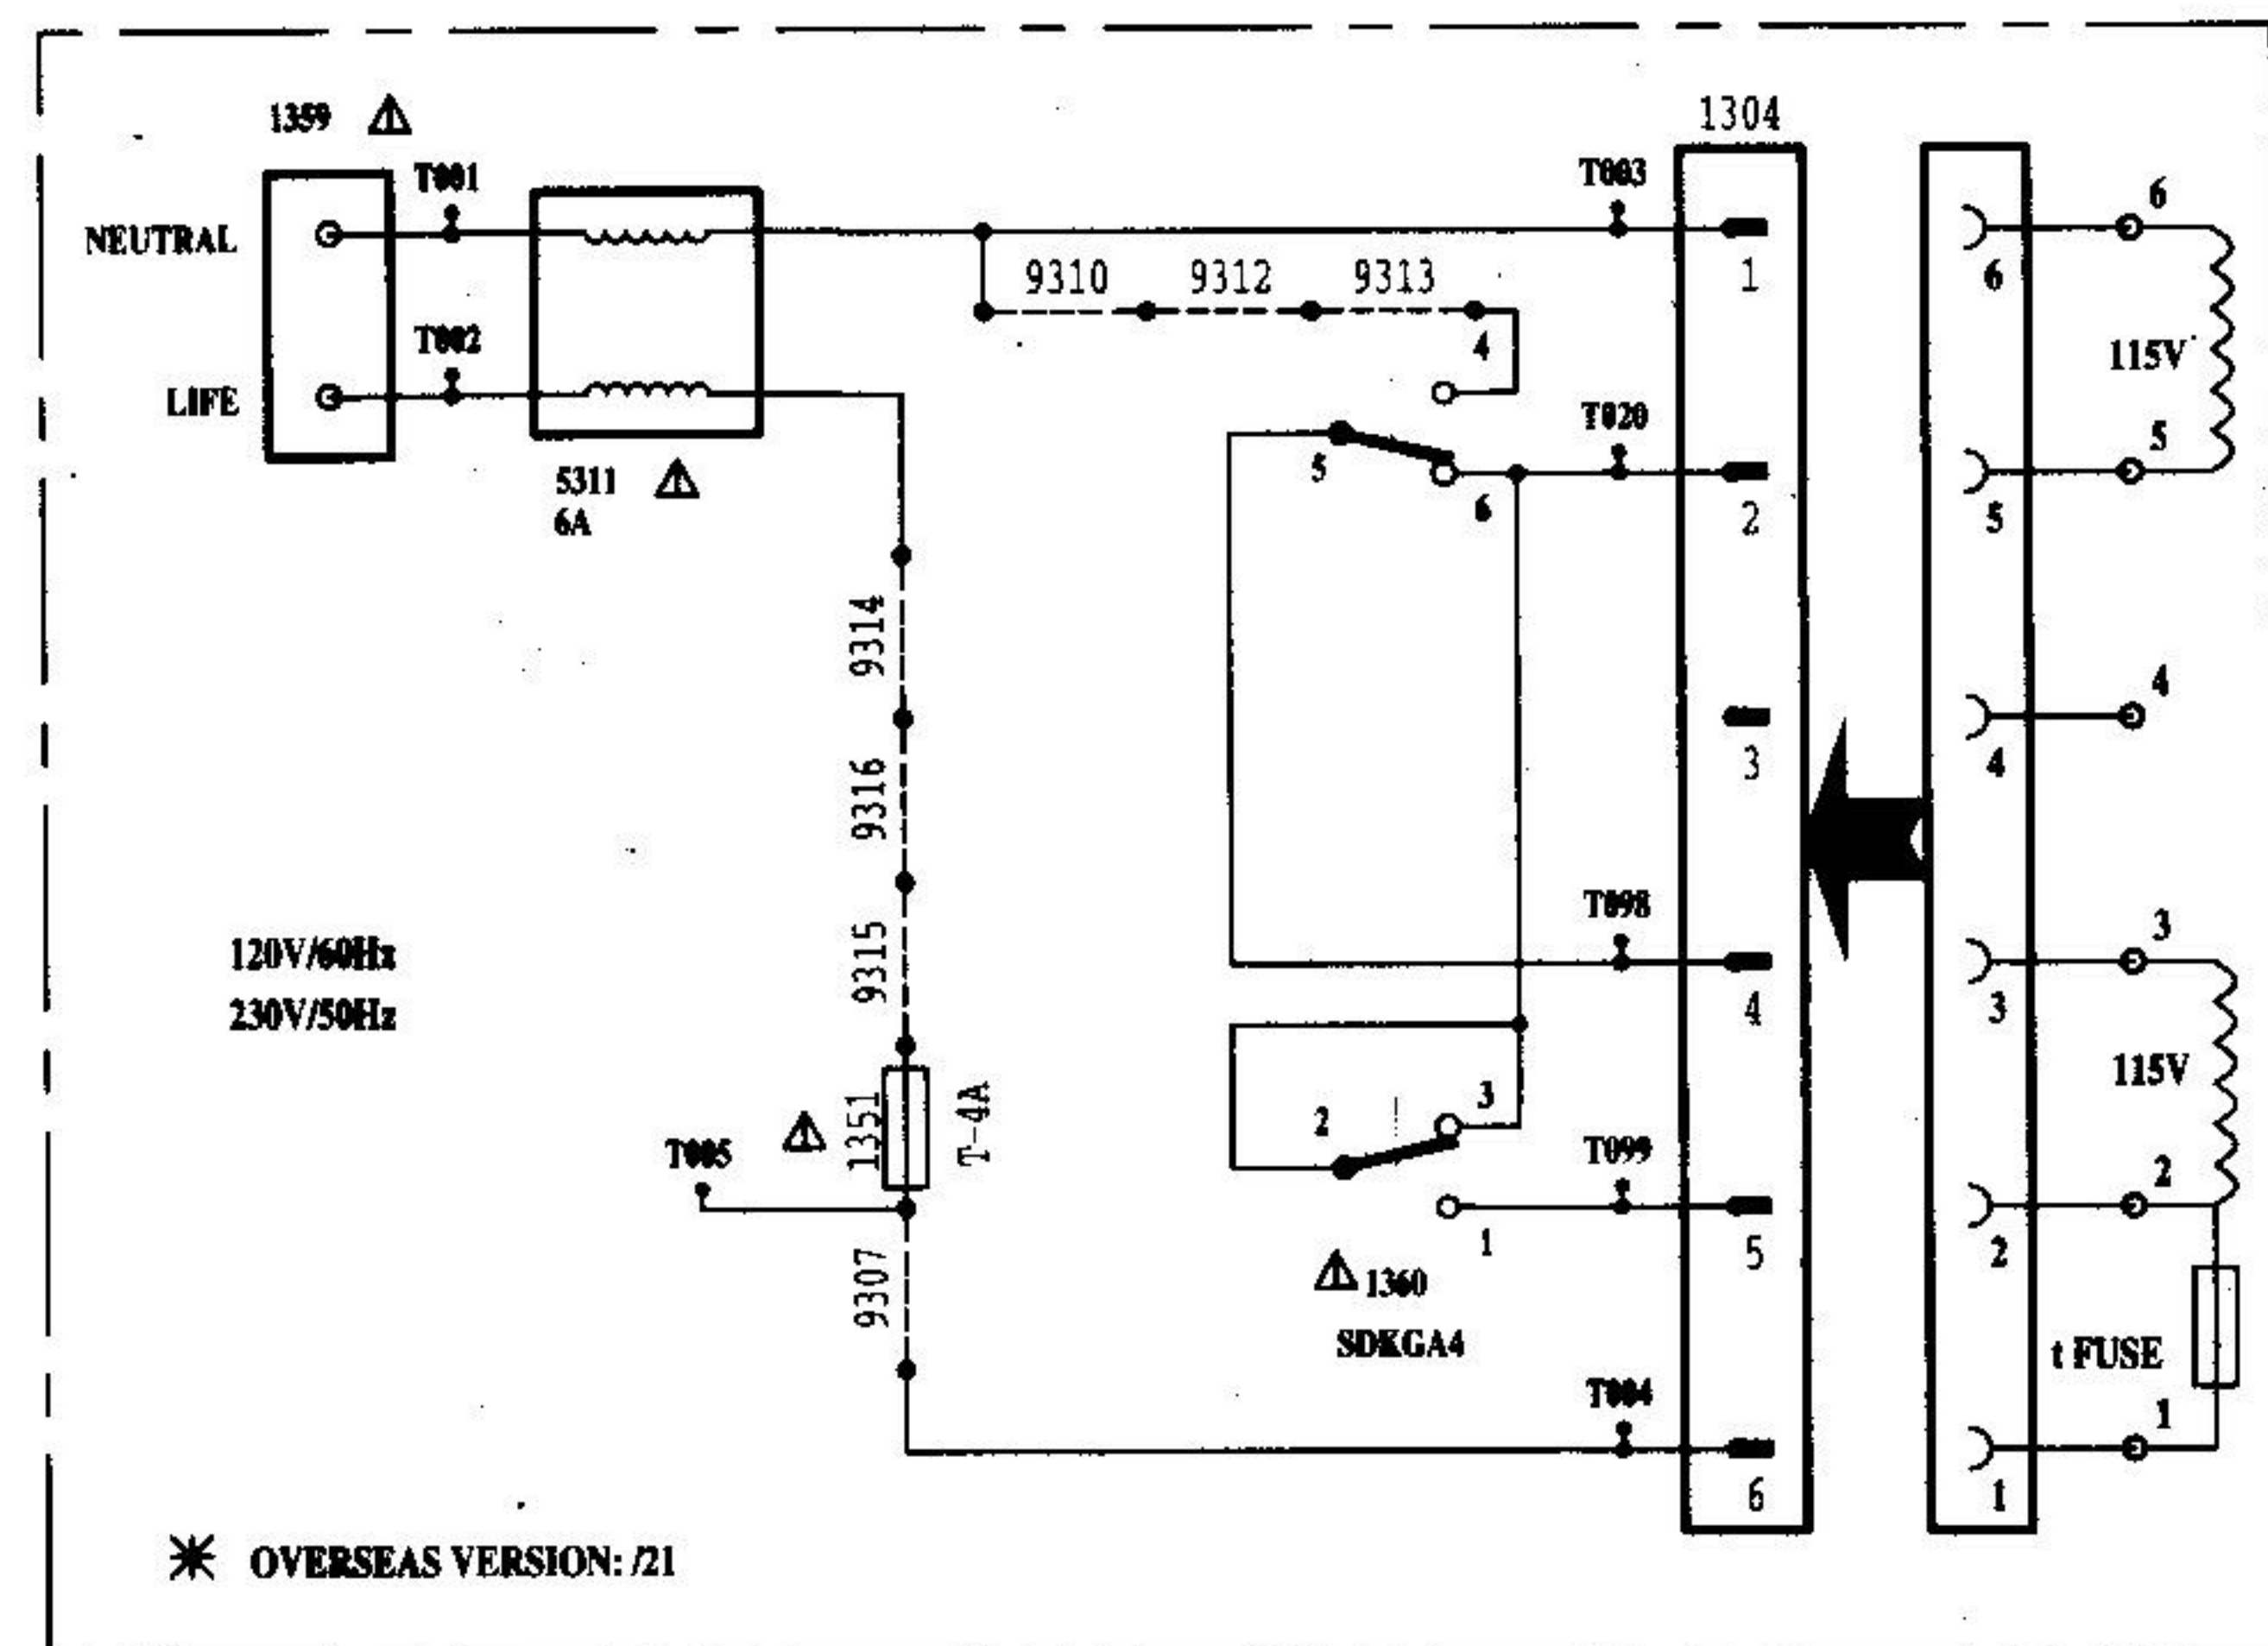 1359
1304
T001
T003
6
NEUTRAL
9310
9312
9313
1
6
T002
4
115V
LIFE
T020
5
5
5311
6A
6
2
5
9314
4
9316
3
4
T098
3
9315
120V/60Hz
4
3
230V/50Hz
3
115V
1351
T-4A
2
T005
T099
2
1
5
2
9307
1360
SDKGA4
t FUSE
T004
1
6
1
OVERSEAS VERSION: /21